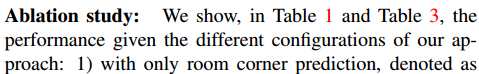 Ablation study: We show, in Table 1 and Table 3, the
performance given the different configurations of our ap-
proach: 1) with only room corner prediction, denoted as